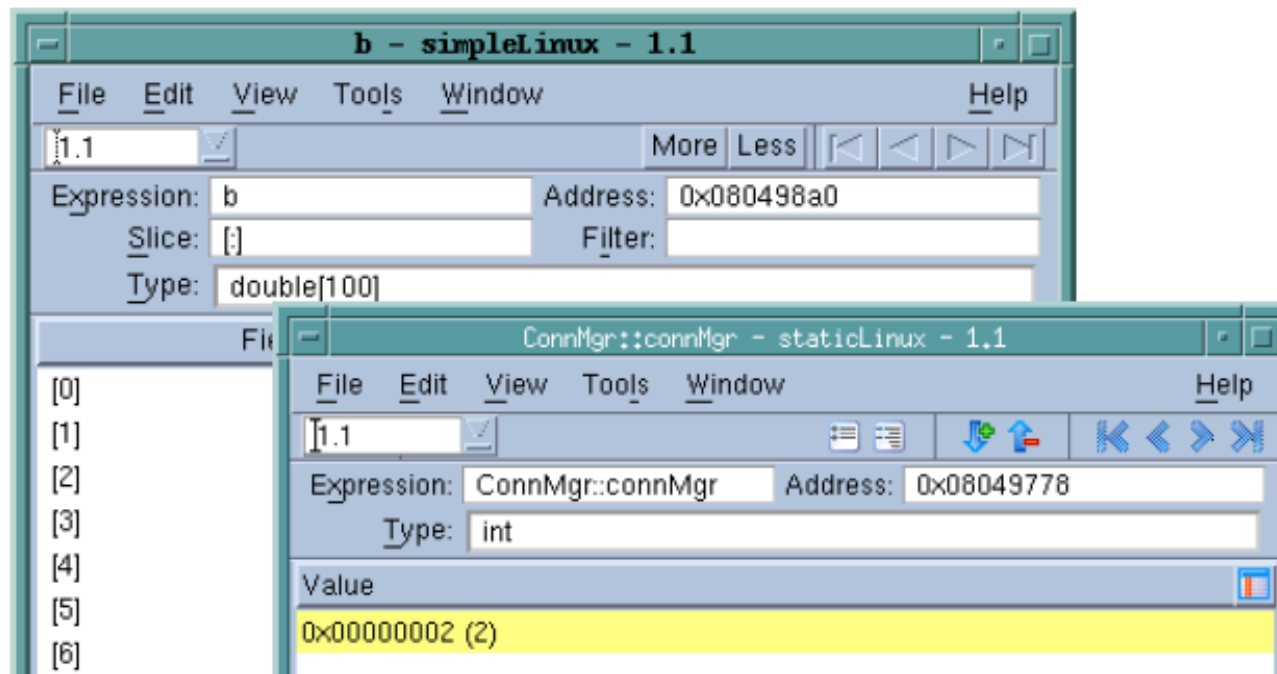 b - simpleLinux - 1.1
File Edit View Tools Window Help
1.1 More Less
Expression: b Address: 0x080498a0
Slice: [:] Filter:
Type: double[100]
ConnMgr::connMgr - staticLinux - 1.1
[0]
[1]
[2]
[3]
[4]
[5]
[6]
File Edit View Tools Window Help
1.1
Expression: ConnMgr::connMgr Address: 0x08049778
Type: int
Value
0x00000002 (2)